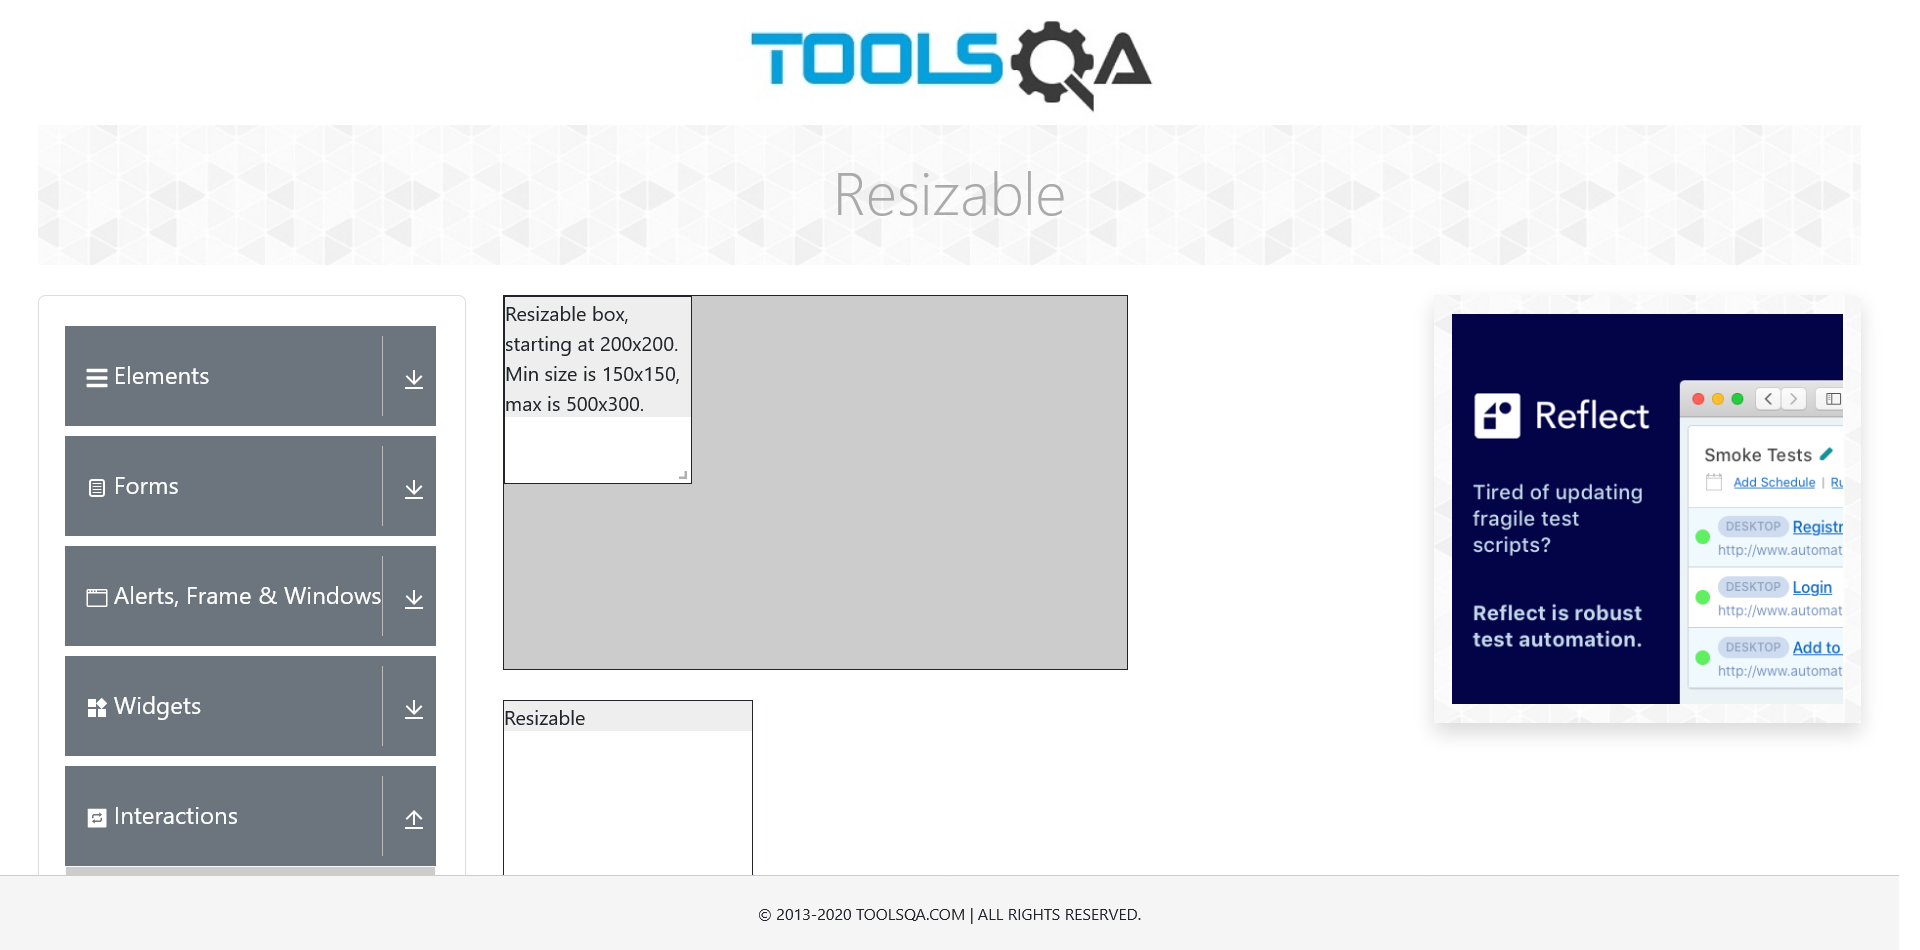 TOOLSQA
Resizable
Elements
Forms
Alerts, Frame & Windows
Widgets
Interactions
Resizable box,
starting at 200x200.
Min size is 150x150,
max is 500x300.
Resizable
Reflect
Tired of updating
fragile test
scripts?
Reflect is robust
test automation.
Smoke Tests
Add Schedule | Ru
DESKTOP Registr
http://www.automat
DESKTOP Login
http://www.automat
DESKTOP Add to
http://www.automat
© 2013-2020 TOOLSQA.COM | ALL RIGHTS RESERVED.